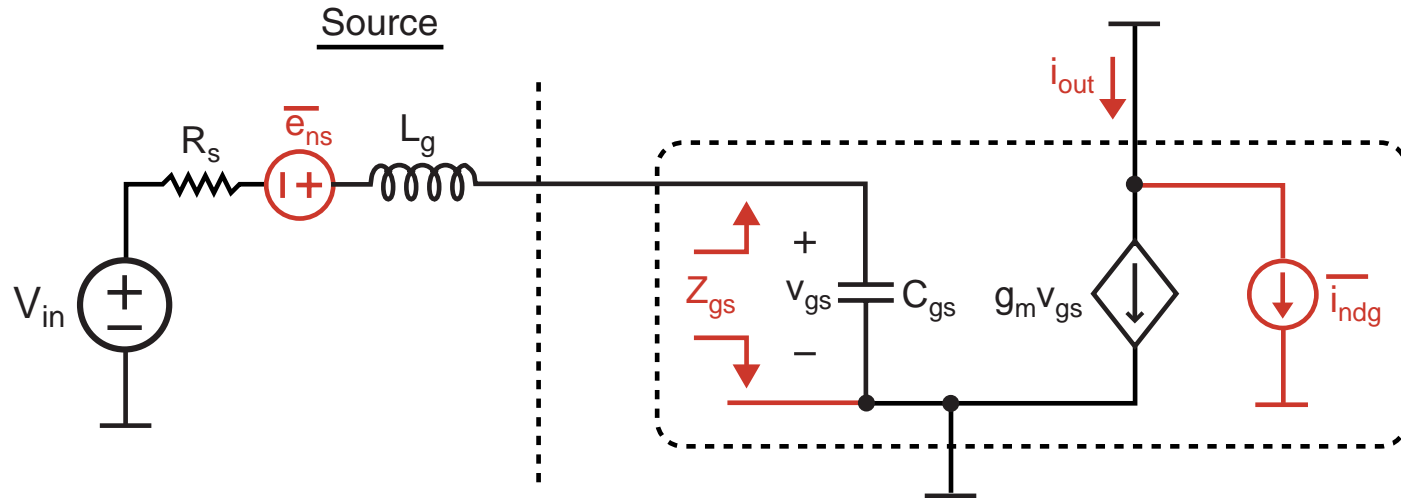 Source
i_out
e_ns
L_g
R_s
+
Z_gs
v_gs
C_gs
g_m v_gs
i_ndg
V_in
−